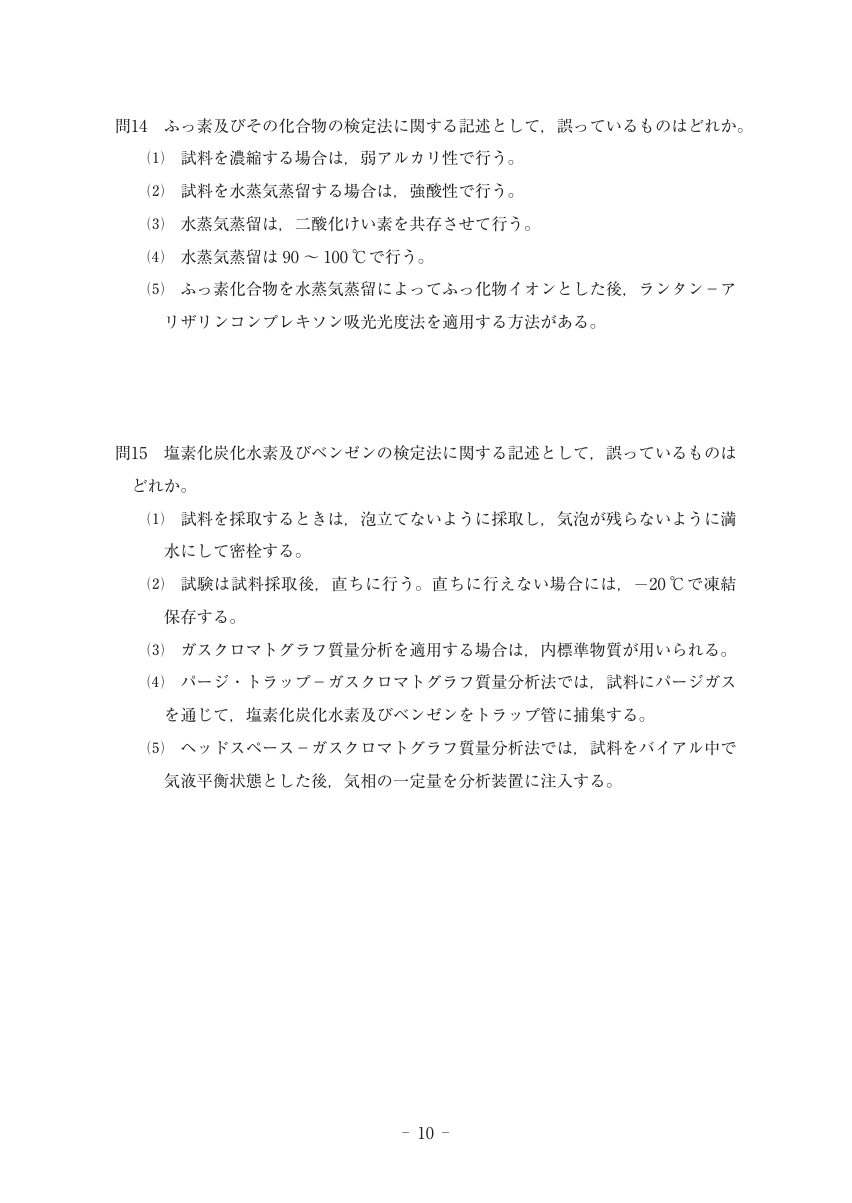 問14　ふっ素及びその化合物の検定法に関する記述として，誤っているものはどれか。
⑴　試料を濃縮する場合は，弱アルカリ性で行う。
⑵　試料を水蒸気蒸留する場合は，強酸性で行う。
⑶　水蒸気蒸留は，二酸化けい素を共存させて行う。
⑷　水蒸気蒸留は 90 ～ 100 ℃で行う。
⑸　ふっ素化合物を水蒸気蒸留によってふっ化物イオンとした後，ランタン－ア
リザリンコンプレキソン吸光光度法を適用する方法がある。
問15　塩素化炭化水素及びベンゼンの検定法に関する記述として，誤っているものは
どれか。
⑴　試料を採取するときは，泡立てないように採取し，気泡が残らないように満
水にして密栓する。
⑵　試験は試料採取後，直ちに行う。直ちに行えない場合には，－20 ℃で凍結
保存する。
⑶　ガスクロマトグラフ質量分析を適用する場合は，内標準物質が用いられる。
⑷　パージ・トラップ－ガスクロマトグラフ質量分析法では，試料にパージガス
を通じて，塩素化炭化水素及びベンゼンをトラップ管に捕集する。
⑸　ヘッドスペース－ガスクロマトグラフ質量分析法では，試料をバイアル中で
気液平衡状態とした後，気相の一定量を分析装置に注入する。
－ 10 －